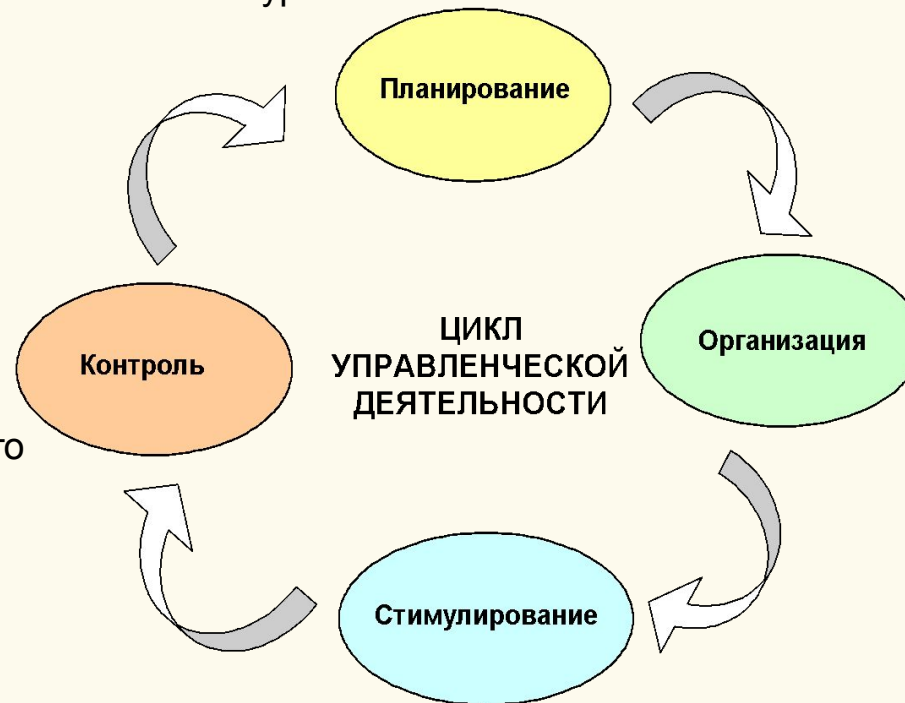 Планирование
Организация
ЦИКЛ
УПРАВЛЕНЧЕСКОЙ
ДЕЯТЕЛЬНОСТИ
Контроль
Стимулирование